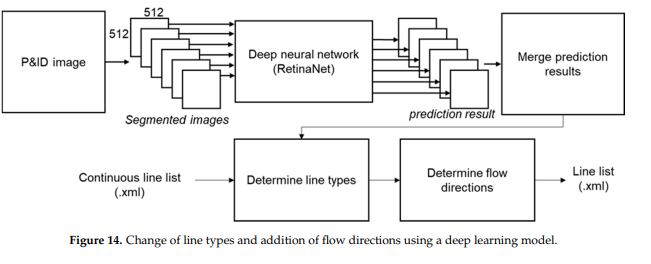 512
512
P&ID image
Segmented images
Deep neural network
(RetinaNet)
prediction result
Merge prediction
results
Continuous line list
(.xml)
Determine line types
Determine flow
directions
Line list
(.xml)
Figure 14. Change of line types and addition of flow directions using a deep learning model.